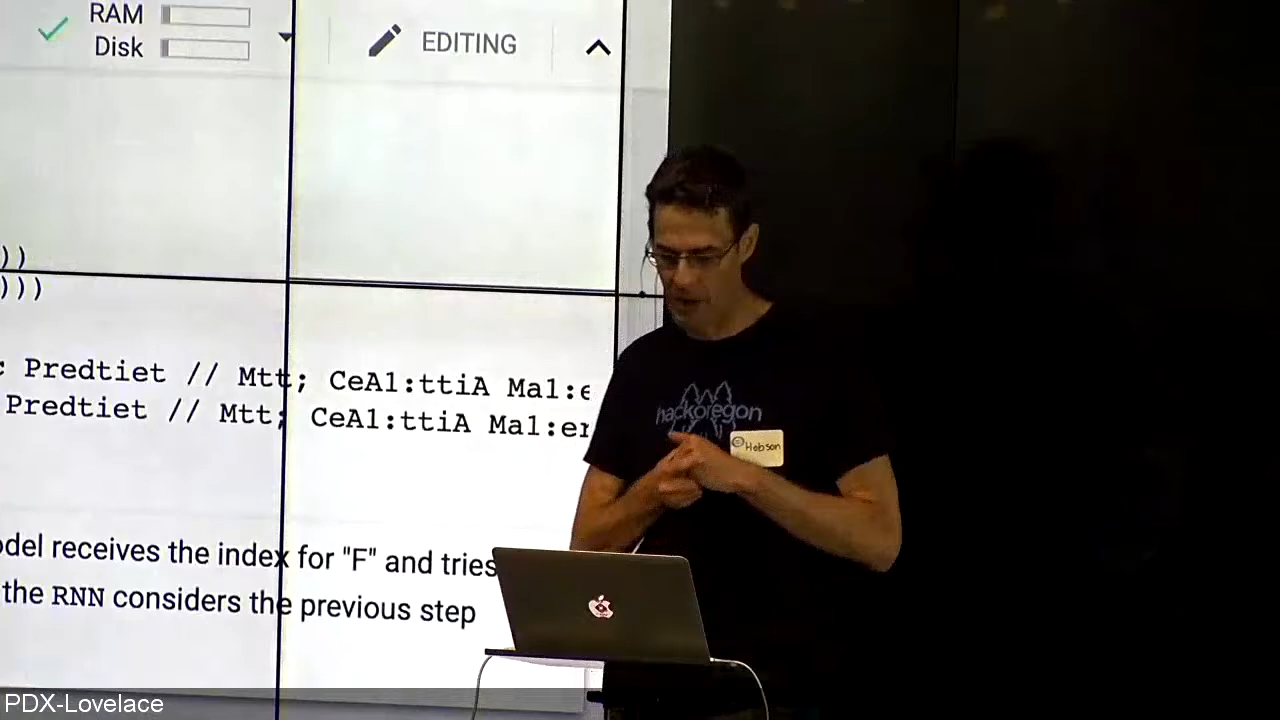 RAM
Disk
EDITING
))
)))
: Predtiet // Mtt; CeAl:ttiA Mal:e
Predtiet // Mtt; CeAl:ttiA Mal:er
odel receives the index for "F" and tries
the RNN considers the previous step
hackoregon
Hobson
PDX-Lovelace